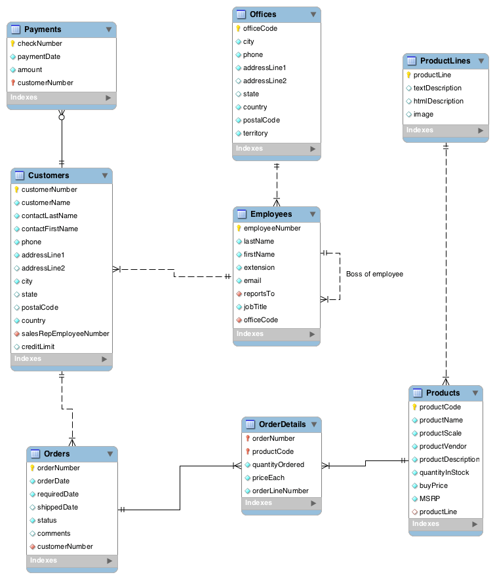 Payments
checkNumber
paymentDate
amount
customerNumber
Indexes
Offices
officeCode
city
phone
addressLine1
addressLine2
state
country
postalCode
territory
Indexes
ProductLines
productLine
textDescription
htmlDescription
image
Indexes
Customers
customerNumber
customerName
contactLastName
contactFirstName
phone
addressLine1
addressLine2
city
state
postalCode
country
salesRepEmployeeNumber
creditLimit
Indexes
Employees
employeeNumber
lastName
firstName
extension
email
reportsTo
jobTitle
officeCode
Indexes
Boss of employee
Orders
orderNumber
orderDate
requiredDate
shippedDate
status
comments
customerNumber
Indexes
OrderDetails
orderNumber
productCode
quantityOrdered
priceEach
orderLineNumber
Indexes
Products
productCode
productName
productScale
productVendor
productDescription
quantityInStock
buyPrice
MSRP
productLine
Indexes